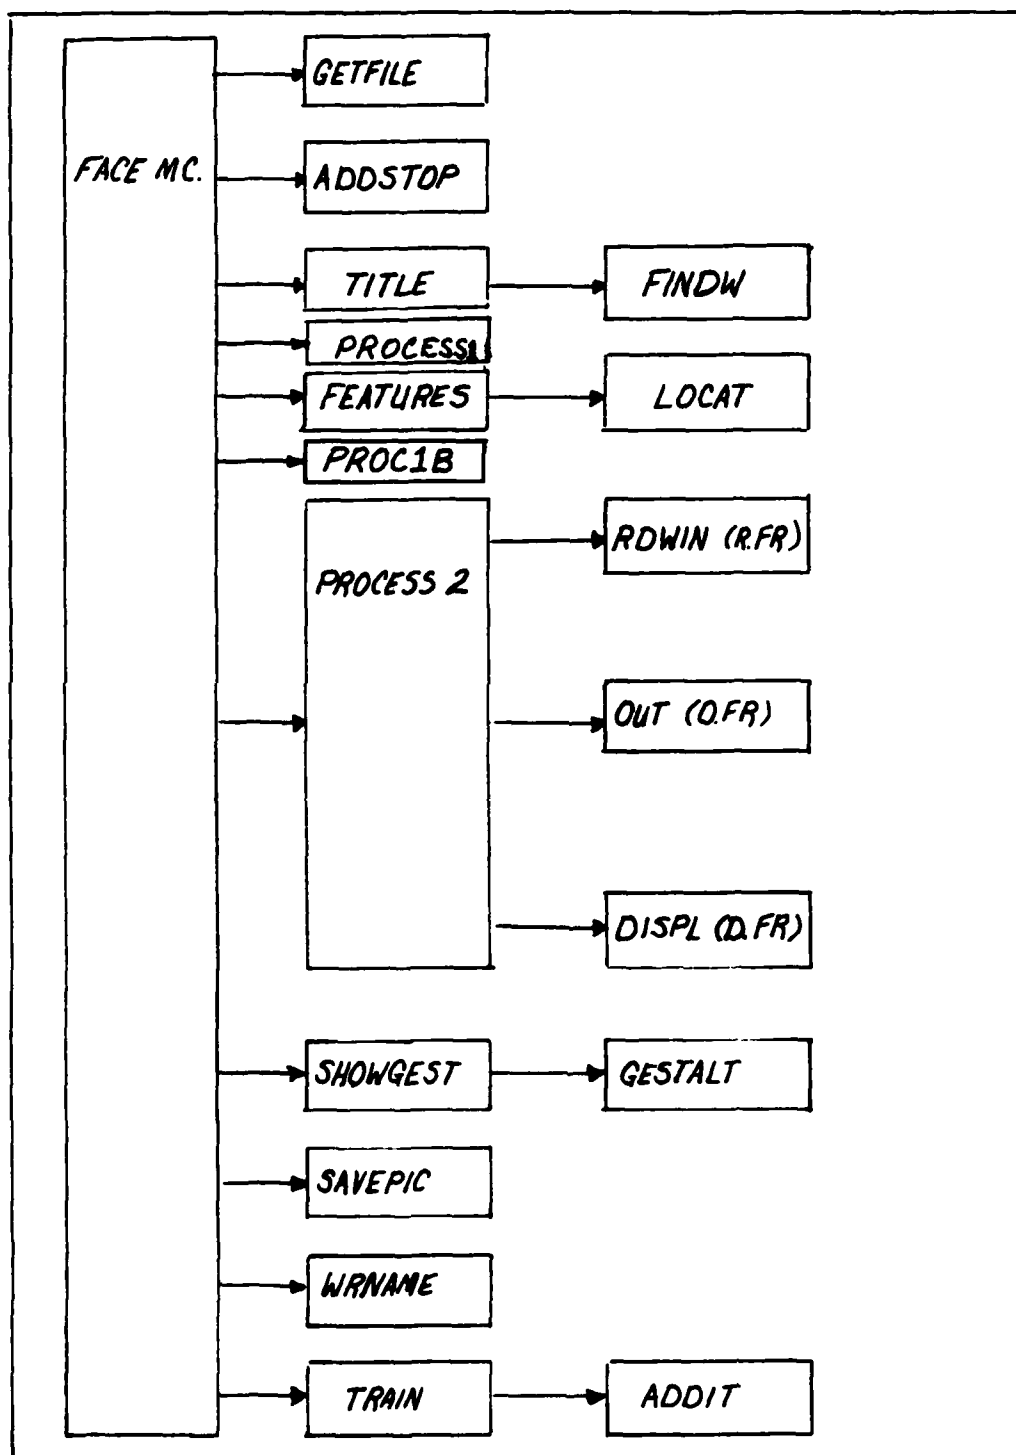 GETFILE
FACE MC.
ADDSTOP
TITLE
FINDW
PROCESS1
FEATURES
LOCAT
PROC1B
RDWIN (R.FR)
PROCESS 2
OUT (O.FR)
DISPL (D.FR)
SHOWGEST
GESTALT
SAVEPIC
WRNAME
TRAIN
ADDIT